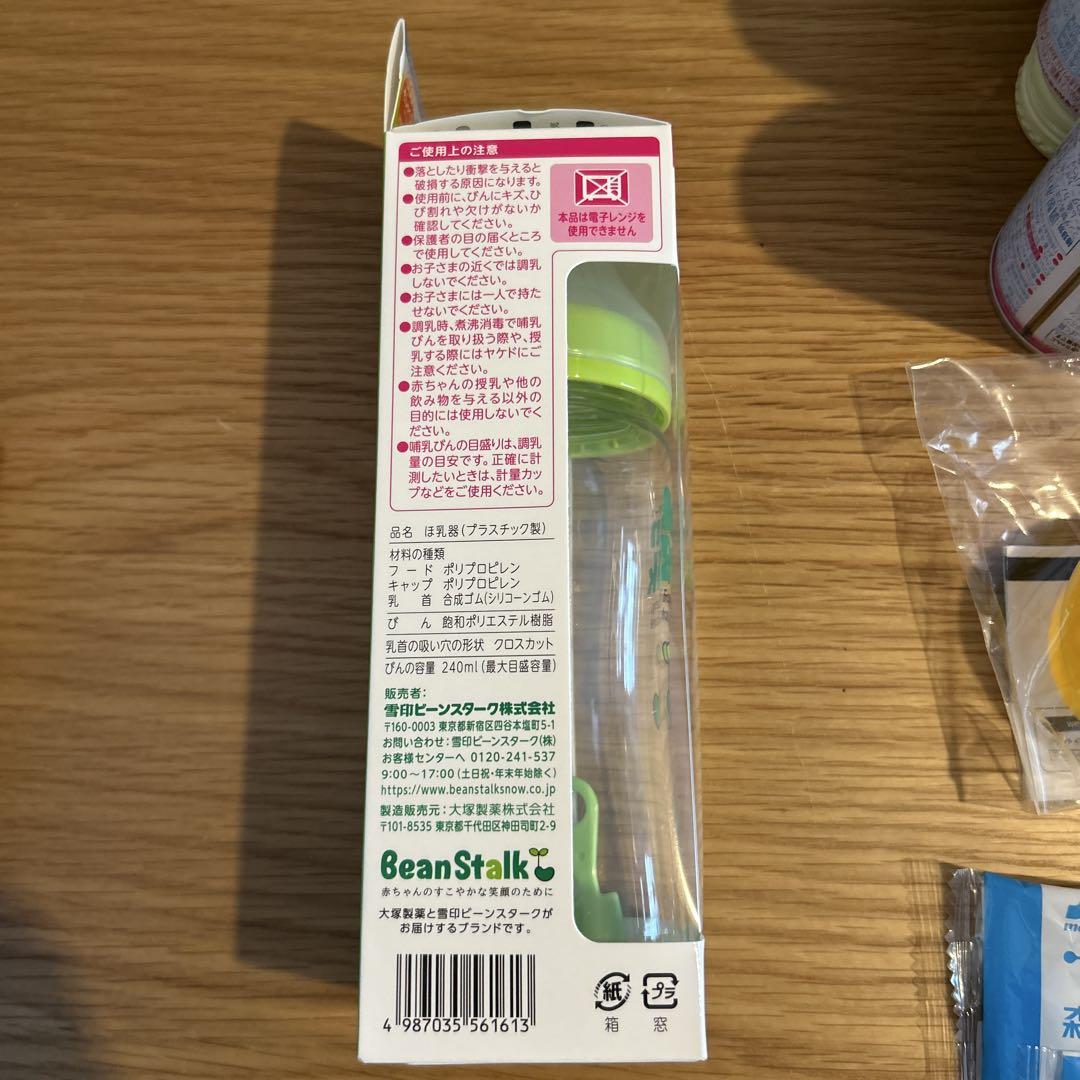 ご使用上の注意
●落としたり衝撃を与えると
破損する原因になります。
●使用前に、びんにキズ、ひ
び割れや欠けがないか
確認してください。
●保護者の目の届くところ
で使用してください。
●お子さまの近くでは調乳
しないでください。
●お子さまには一人で持た
せないでください。
●調乳時、煮沸消毒で哺乳
びんを取り扱う際や、授
乳する際にはヤケドにご
注意ください。
●赤ちゃんの授乳や他の
飲み物を与える以外の
目的には使用しないでく
ださい。
●哺乳びんの目盛りは、調乳
量の目安です。正確に計
測したいときは、計量カッ
プなどをご使用ください。
本品は電子レンジを
使用できません
品名 ほ乳器(プラスチック製)
材料の種類
フード ポリプロピレン
キャップ ポリプロピレン
乳首 合成ゴム(シリコーンゴム)
びん 飽和ポリエステル樹脂
乳首の吸い穴の形状 クロスカット
びんの容量 240ml(最大目盛容量)
販売者:
雪印ビーンスターク株式会社
〒160-0003 東京都新宿区四谷本塩町5-1
お問い合わせ:雪印ビーンスターク(株)
お客様センターへ 0120-241-537
9:00〜17:00(土日祝・年末年始除く)
https://www.beanstalksnow.co.jp
製造販売元:大塚製薬株式会社
〒101-8535 東京都千代田区神田司町2-9
BeanStalk
赤ちゃんのすこやかな笑顔のために
大塚製薬と雪印ビーンスタークが
お届けするブランドです。
4 987035 561613
紙
箱
プラ
窓